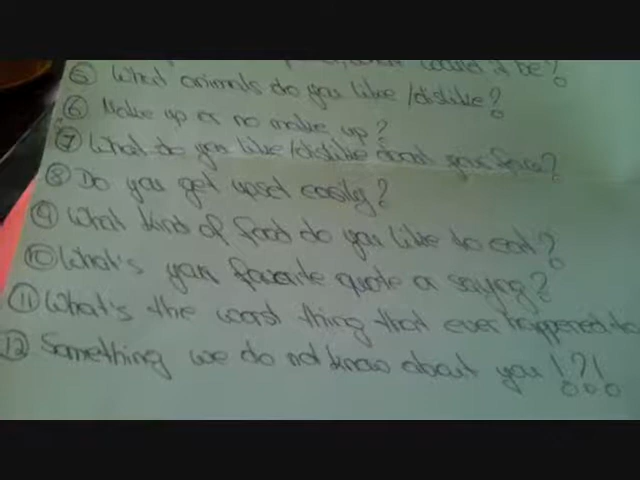 would it be?
⑤ What animals do you like/dislike?
⑥ Make up or no make up?
⑦ What do you like/dislike about your face?
⑧ Do you get upset easily?
⑨ What kind of food do you like to eat?
⑩ What's your favorite quote or saying?
⑪ What's the worst thing that ever happened to
⑫ Something we do not know about you!?!